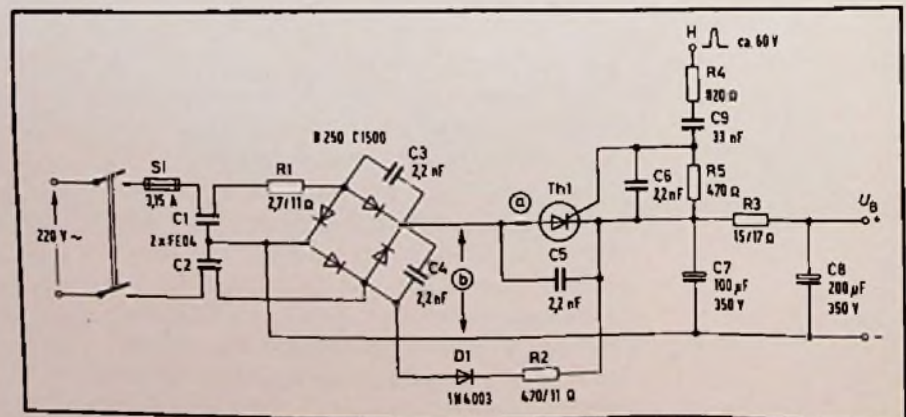 H
ca. 60 V
R4
820 Ω
C9
33 nF
B 250 C 1500
C3
2,2 nF
Si
3,15 A
R1
2,7/11 Ω
C1
2 x FE04
C2
220 V ~
a
Th1
C6
2,2 nF
R5
470 Ω
R3
15/17 Ω
U_B +
C4
2,2 nF
b
C5
2,2 nF
C7
100 µF
350 V
C8
200 µF
350 V
-
D1
1N4003
R2
470/11 Ω